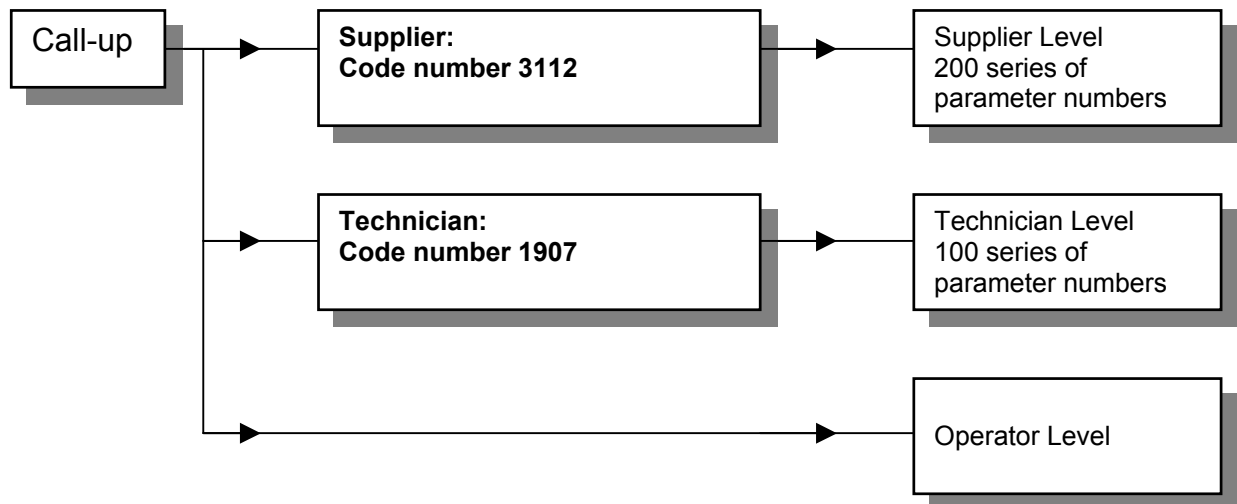 Call-up
Supplier:
Code number 3112
Supplier Level
200 series of
parameter numbers
Technician:
Code number 1907
Technician Level
100 series of
parameter numbers
Operator Level